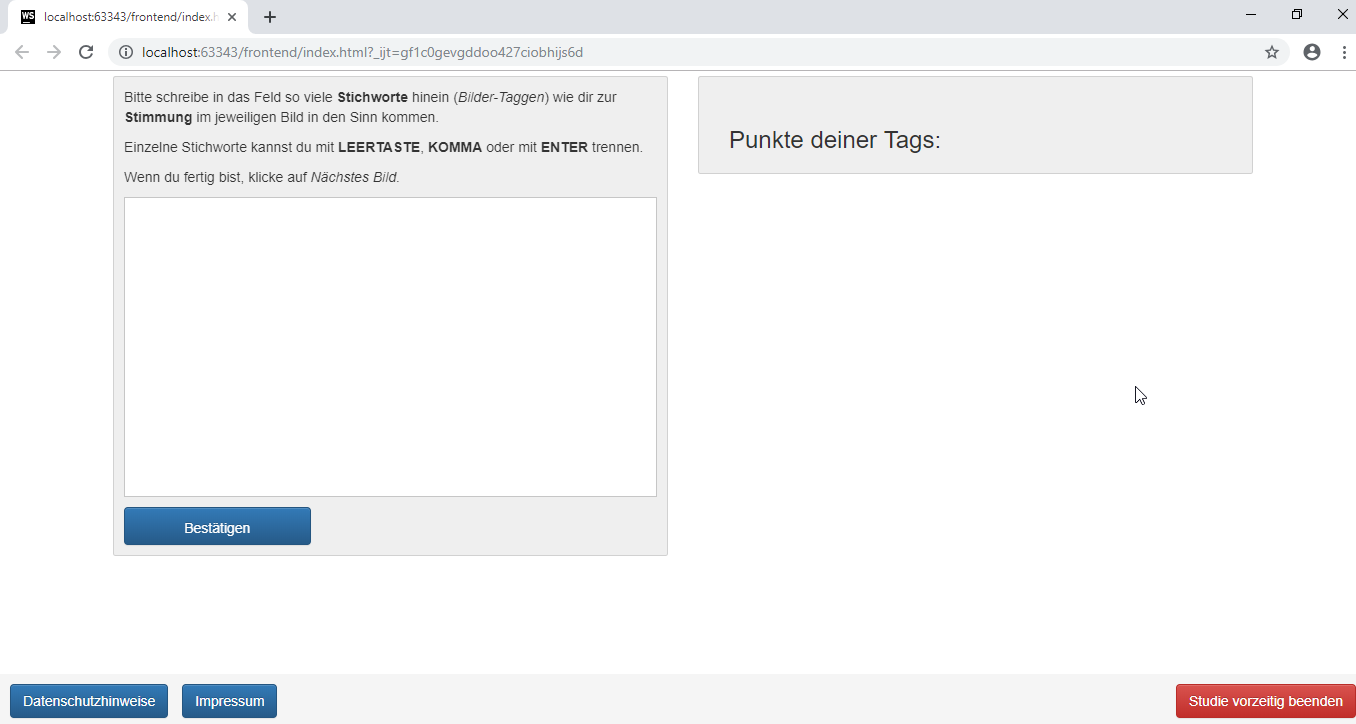 WS localhost:63343/frontend/index.h
localhost:63343/frontend/index.html?_ijt=gf1c0gevgddoo427ciobhijs6d
Bitte schreibe in das Feld so viele Stichworte hinein (Bilder-Taggen) wie dir zur
Stimmung im jeweiligen Bild in den Sinn kommen.
Einzelne Stichworte kannst du mit LEERTASTE, KOMMA oder mit ENTER trennen.
Wenn du fertig bist, klicke auf Nächstes Bild.
Bestätigen
Punkte deiner Tags:
Datenschutzhinweise
Impressum
Studie vorzeitig beenden